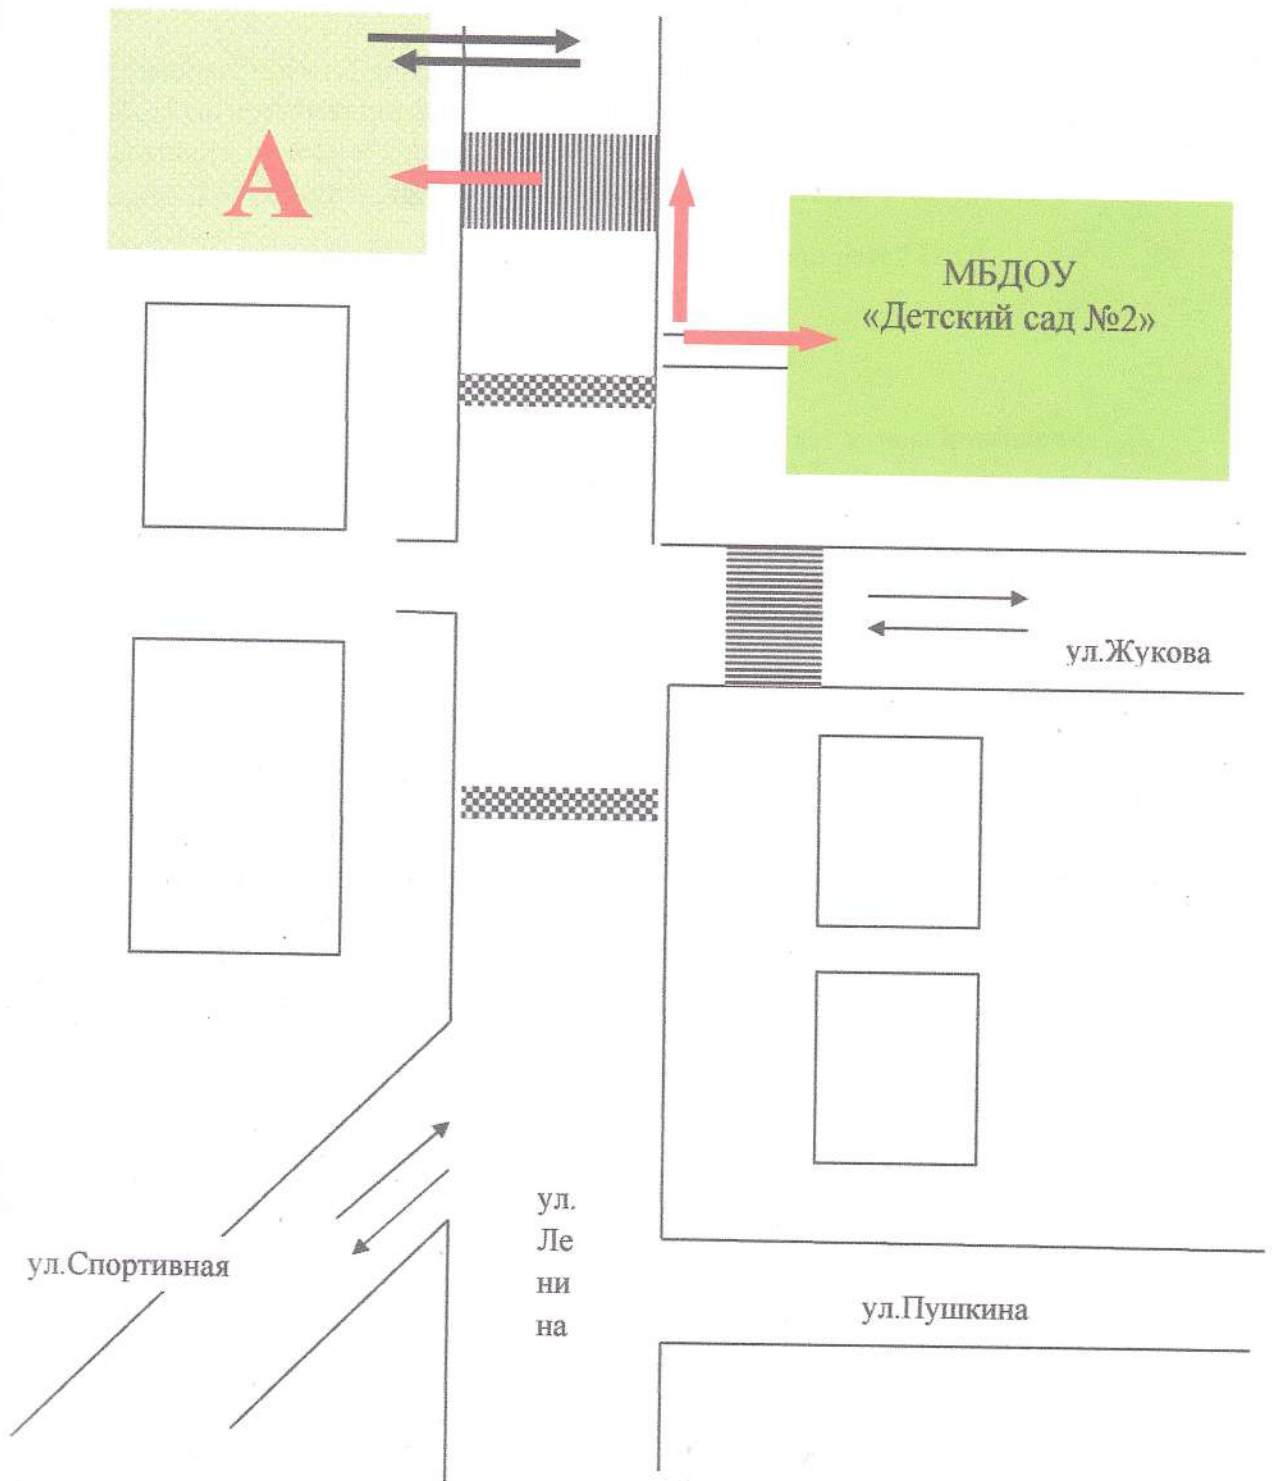 А
МБДОУ
«Детский сад №2»
ул.Жукова
ул.
Ле
ни
на
ул.Спортивная
ул.Пушкина